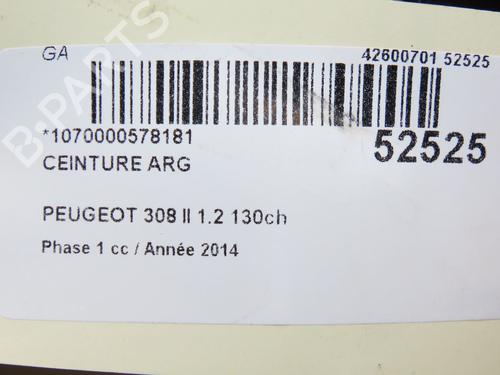 GA
42600701 52525
*1070000578181
52525
CEINTURE ARG
PEUGEOT 308 II 1.2 130ch
Phase 1 cc / Année 2014
B-PARTS